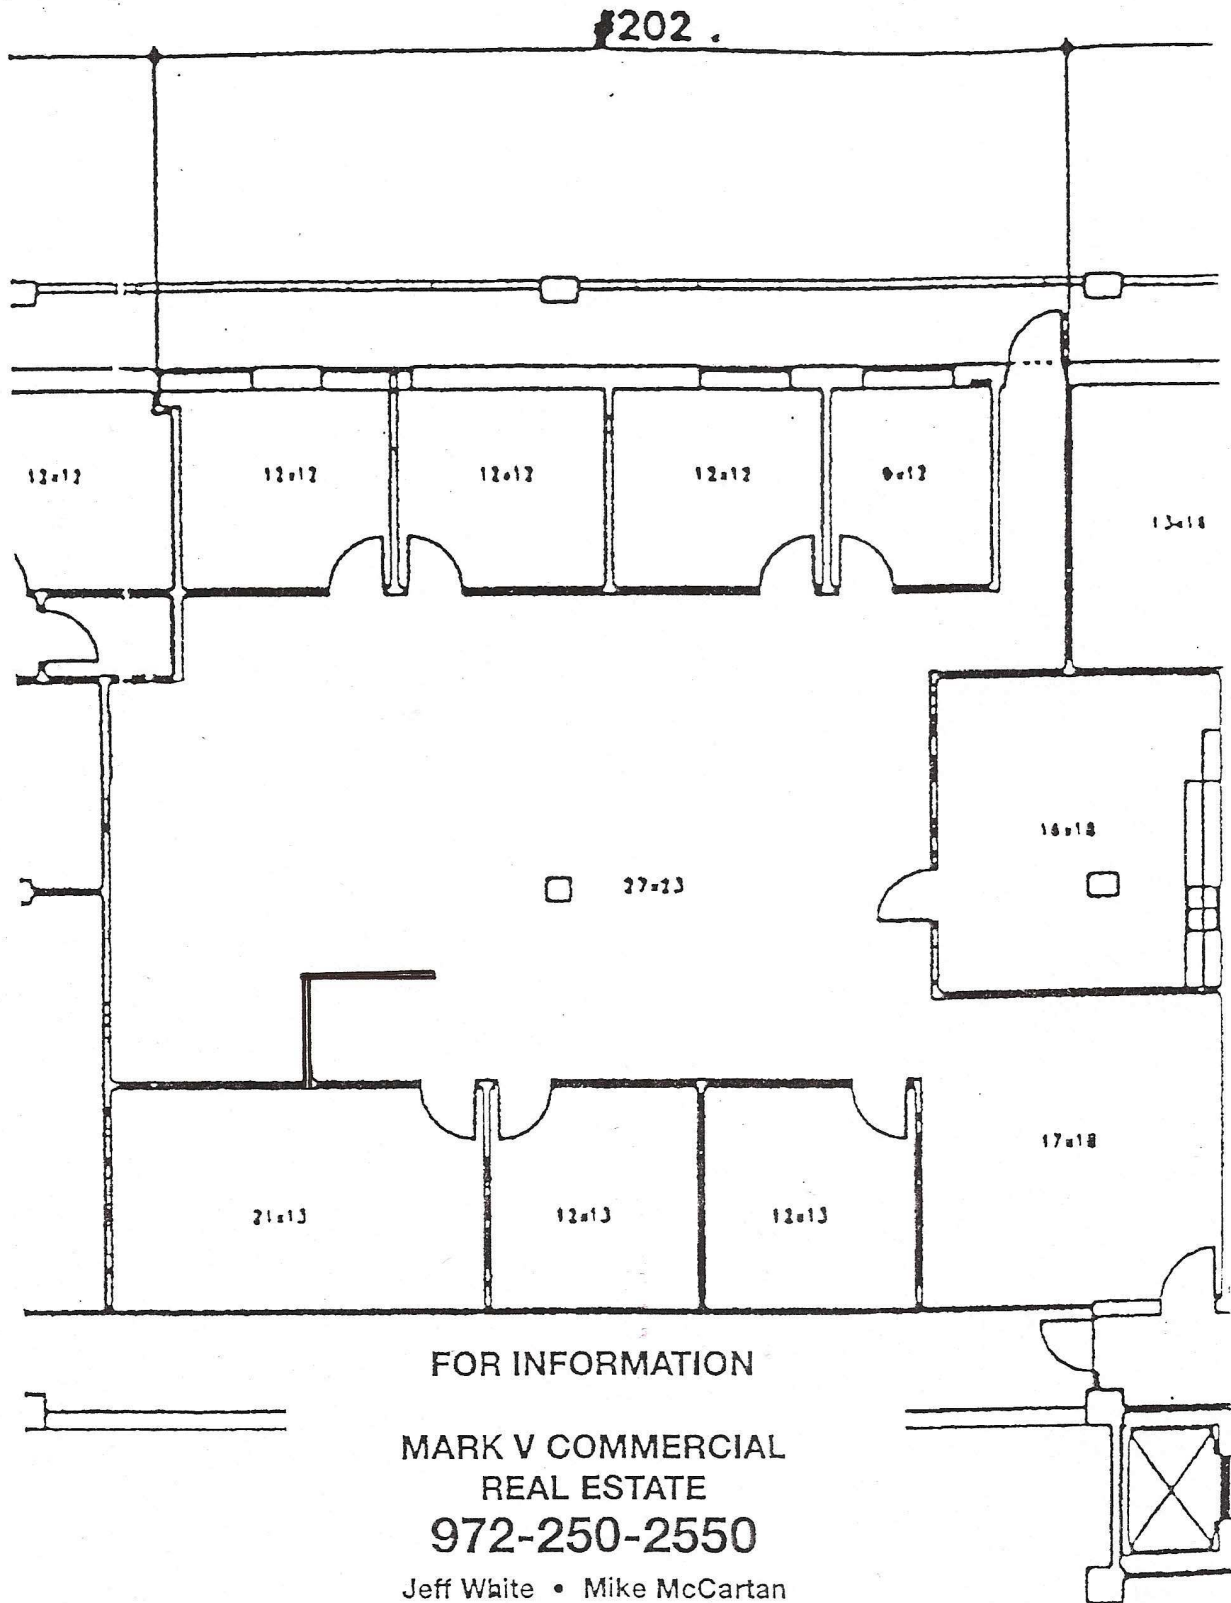 #202 .
12x12
12x12
12x12
12x12
9x12
13x18
16x18
27x23
17x18
21x13
12x13
12x13
FOR INFORMATION
MARK V COMMERCIAL
REAL ESTATE
972-250-2550
Jeff White • Mike McCartan